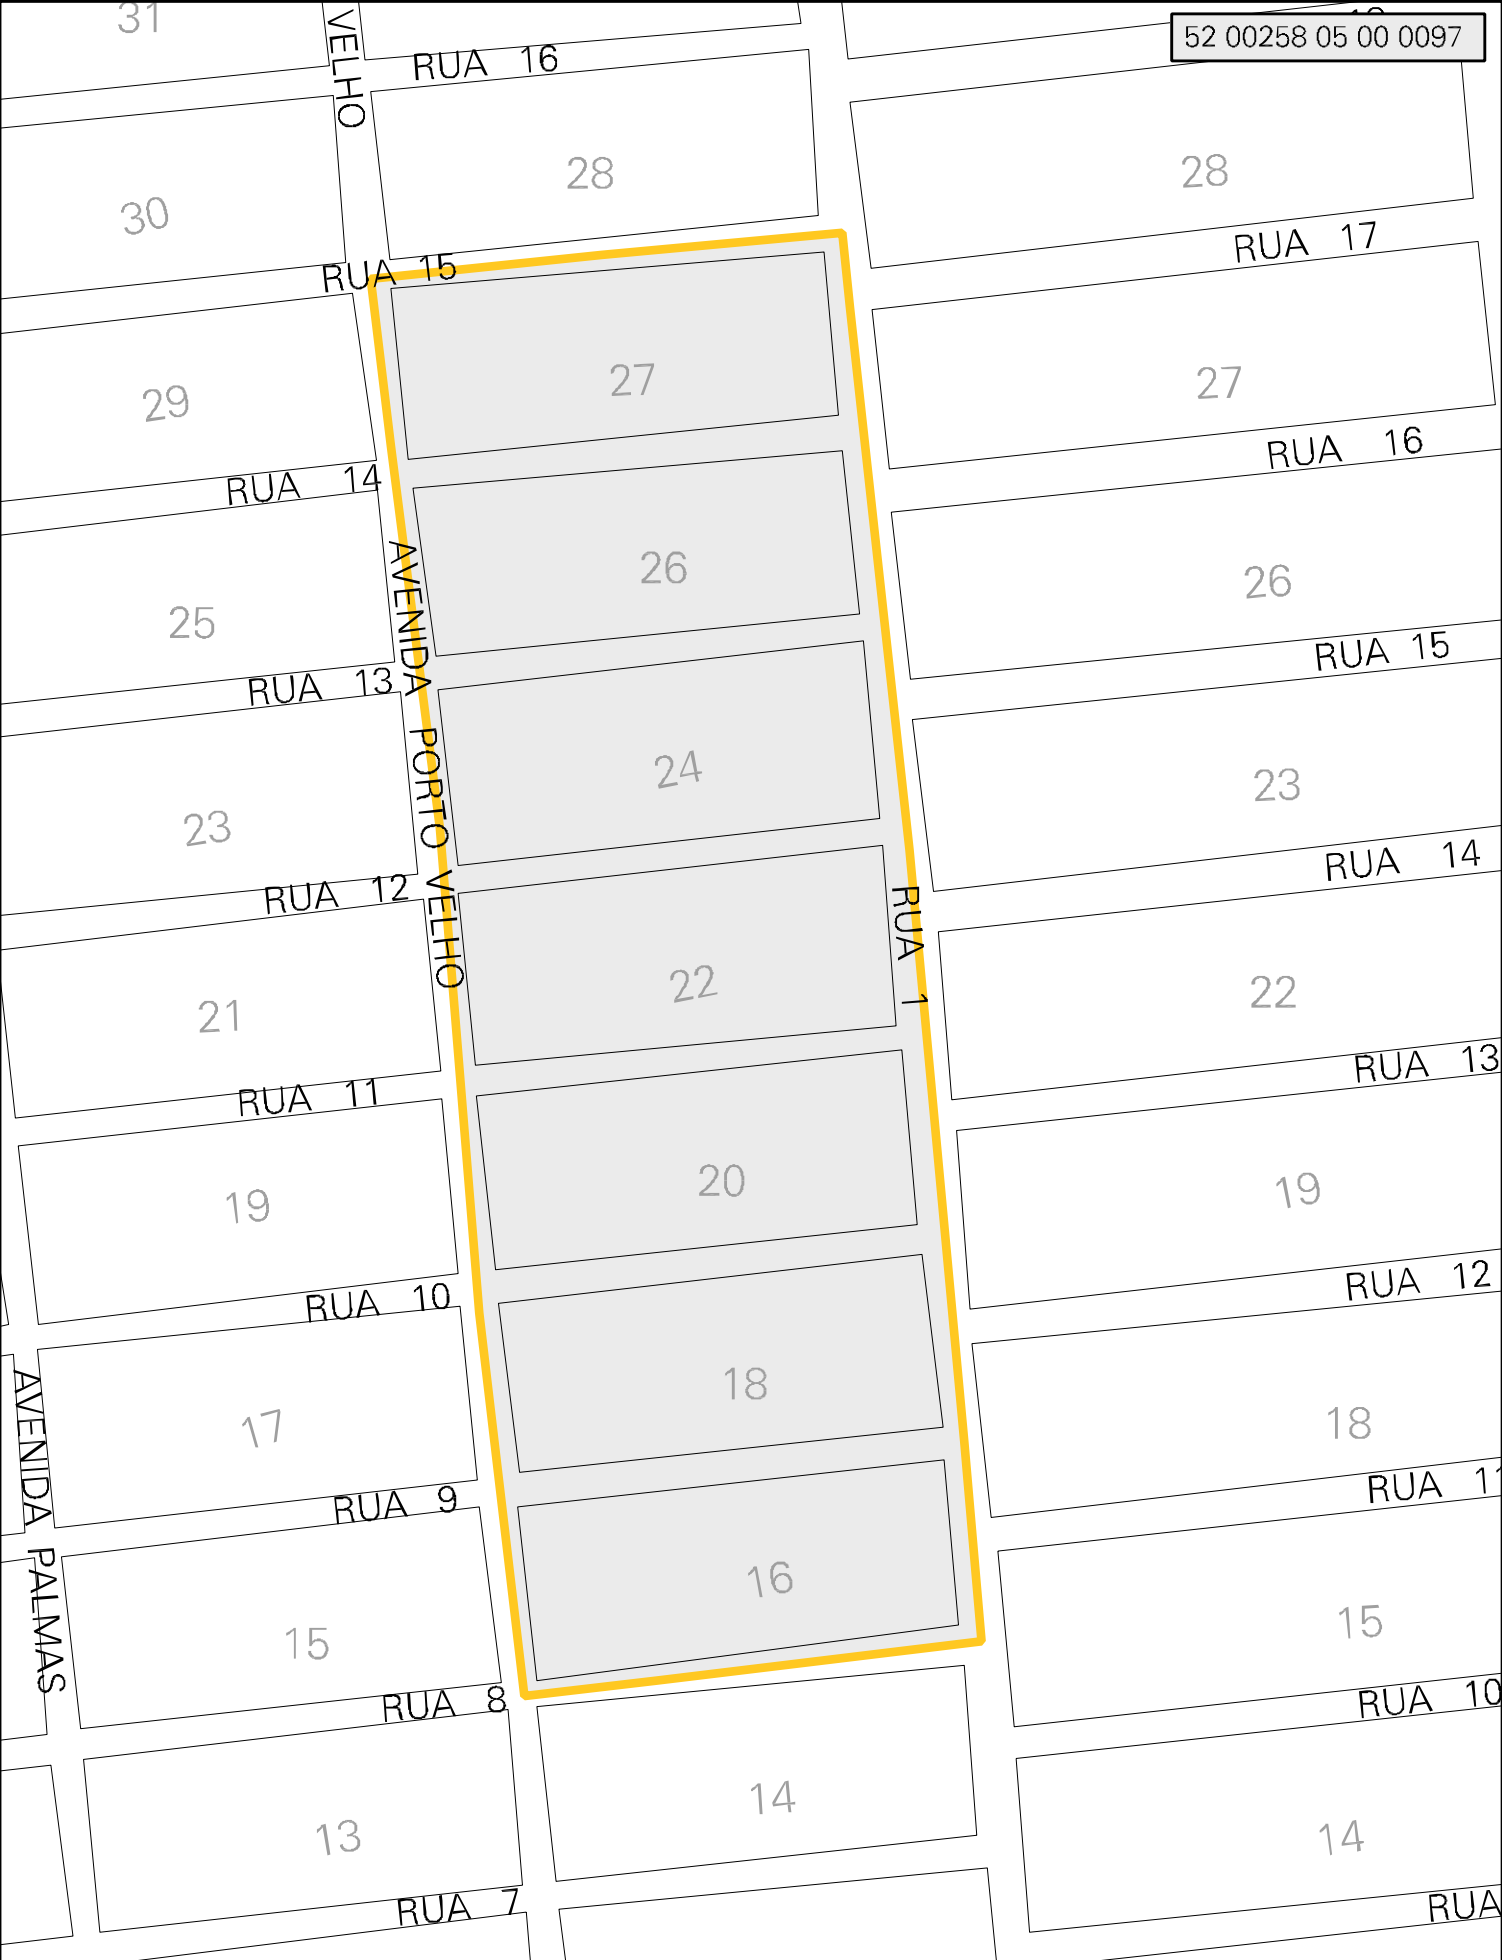 31
VELHO
RUA 16
52 00258 05 00 0097
28
28
30
RUA 17
RUA 15
27
27
29
RUA 16
RUA 14
26
26
25
AVENIDA PORTO VELHO
RUA 15
RUA 13
24
23
23
RUA 14
RUA 12
RUA 1
22
22
21
RUA 13
RUA 11
20
19
19
RUA 12
RUA 10
18
18
17
AVENIDA PALMAS
RUA 11
RUA 9
16
15
15
RUA 10
RUA 8
14
14
13
RUA 7
RUA